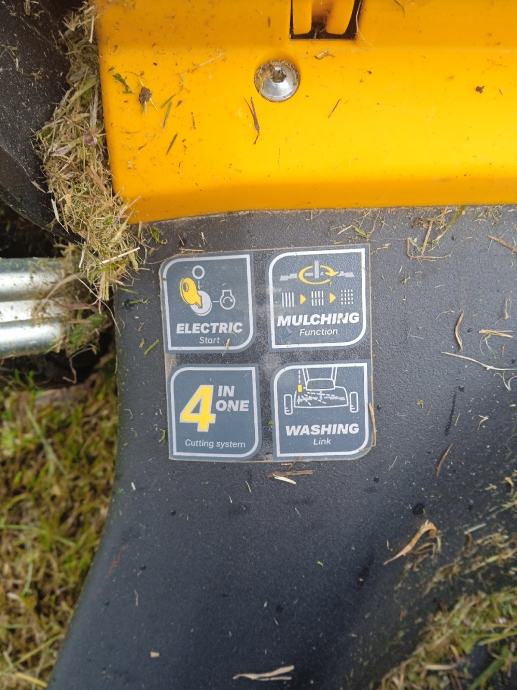 ELECTRIC
Start
MULCHING
Function
4 IN
ONE
Cutting system
WASHING
Link